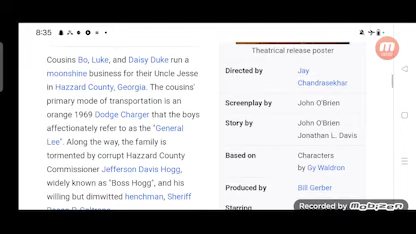 8:35
Cousins Bo, Luke, and Daisy Duke run a
moonshine business for their Uncle Jesse
in Hazzard County, Georgia. The cousins'
primary mode of transportation is an
orange 1969 Dodge Charger that the boys
affectionately refer to as the "General
Lee". Along the way, the family is
tormented by corrupt Hazzard County
Commissioner Jefferson Davis Hogg,
widely known as "Boss Hogg", and his
willing but dimwitted henchman, Sheriff
Theatrical release poster
Directed by Jay
Chandrasekhar
Screenplay by John O'Brien
Story by John O'Brien
Jonathan L. Davis
Based on Characters
by Gy Waldron
Produced by Bill Gerber
Starring
Recorded by Mobizen